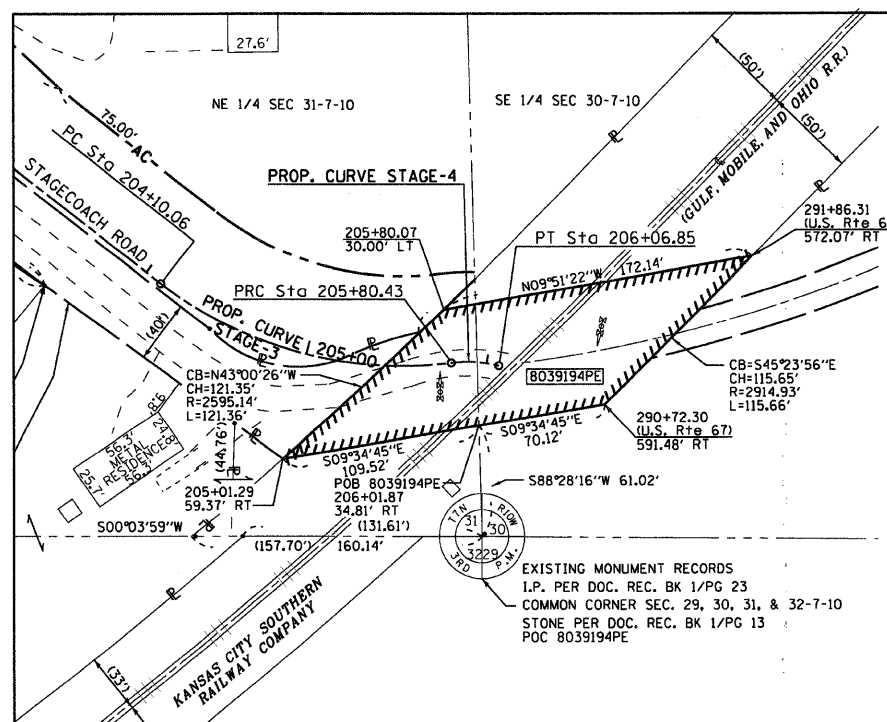 27.6'
NE 1/4 SEC 31-7-10
SE 1/4 SEC 30-7-10
(50')
(50')
(GULF, MOBILE, AND OHIO R.R.)
75.00'
-AC-
PC Sta 204+10.06
STAGECOACH ROAD
PROP. CURVE STAGE-4
205+80.07
30.00' LT
PT Sta 206+06.85
291+86.31
(U.S. Rte 6
572.07' RT
PRC Sta 205+80.43
N09°51'22"W
172.14'
PROP. CURVE
205+00
STAGE-3
(40')
CB=N43°00'26"W
CH=121.35'
R=2595.14'
L=121.36'
8039194PE
CB=S45°23'56"E
CH=115.65'
R=2914.93'
L=115.66'
9.8'
24.8'
56.3'
METAL
RESIDENCE
56.3'
25.7'
(44.76')
S09°34'45"E
109.52'
S09°34'45"E
70.12'
290+72.30
(U.S. Rte 67)
591.48' RT
205+01.29
59.37' RT
POB 8039194PE
206+01.87
34.81' RT
(131.61')
S88°28'16"W 61.02'
S00°03'59"W
(157.70')
160.14'
T7N
R10W
31
30
32
29
3RD
P.M.
EXISTING MONUMENT RECORDS
I.P. PER DOC. REC. BK 1/PG 23
COMMON CORNER SEC. 29, 30, 31, & 32-7-10
STONE PER DOC. REC. BK 1/PG 13
POC 8039194PE
KANSAS CITY SOUTHERN
RAILWAY COMPANY
(33')